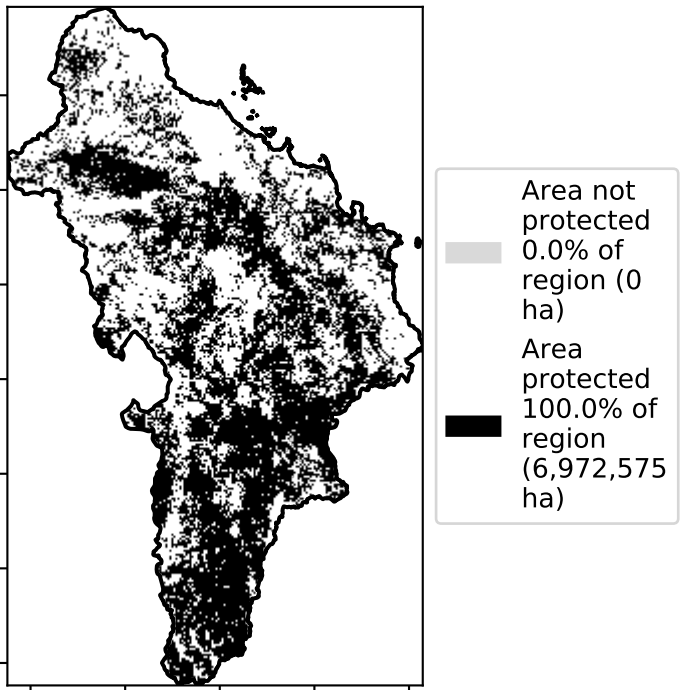 Area not
protected
0.0% of
region (0
ha)
Area
protected
100.0% of
region
(6,972,575
ha)